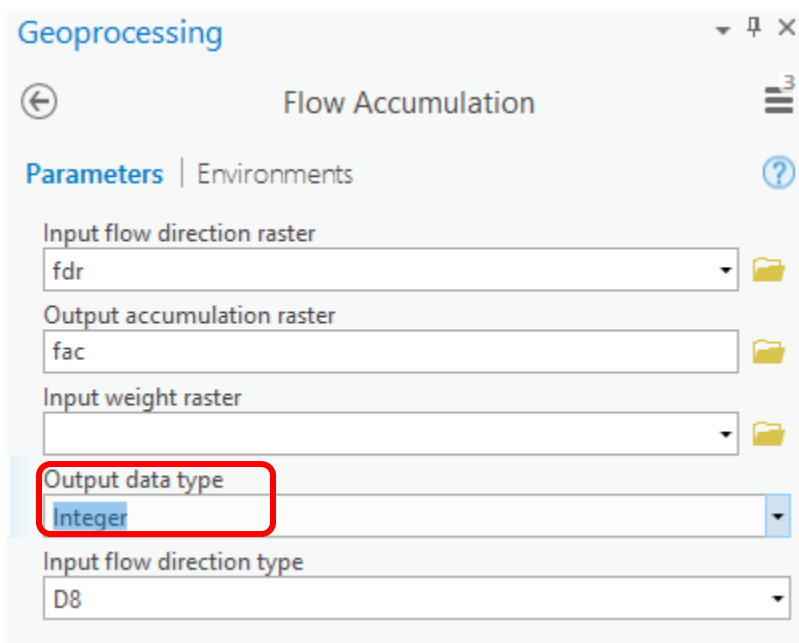 Geoprocessing
Flow Accumulation
3
Parameters | Environments
?
Input flow direction raster
fdr
Output accumulation raster
fac
Input weight raster
Output data type
Integer
Input flow direction type
D8